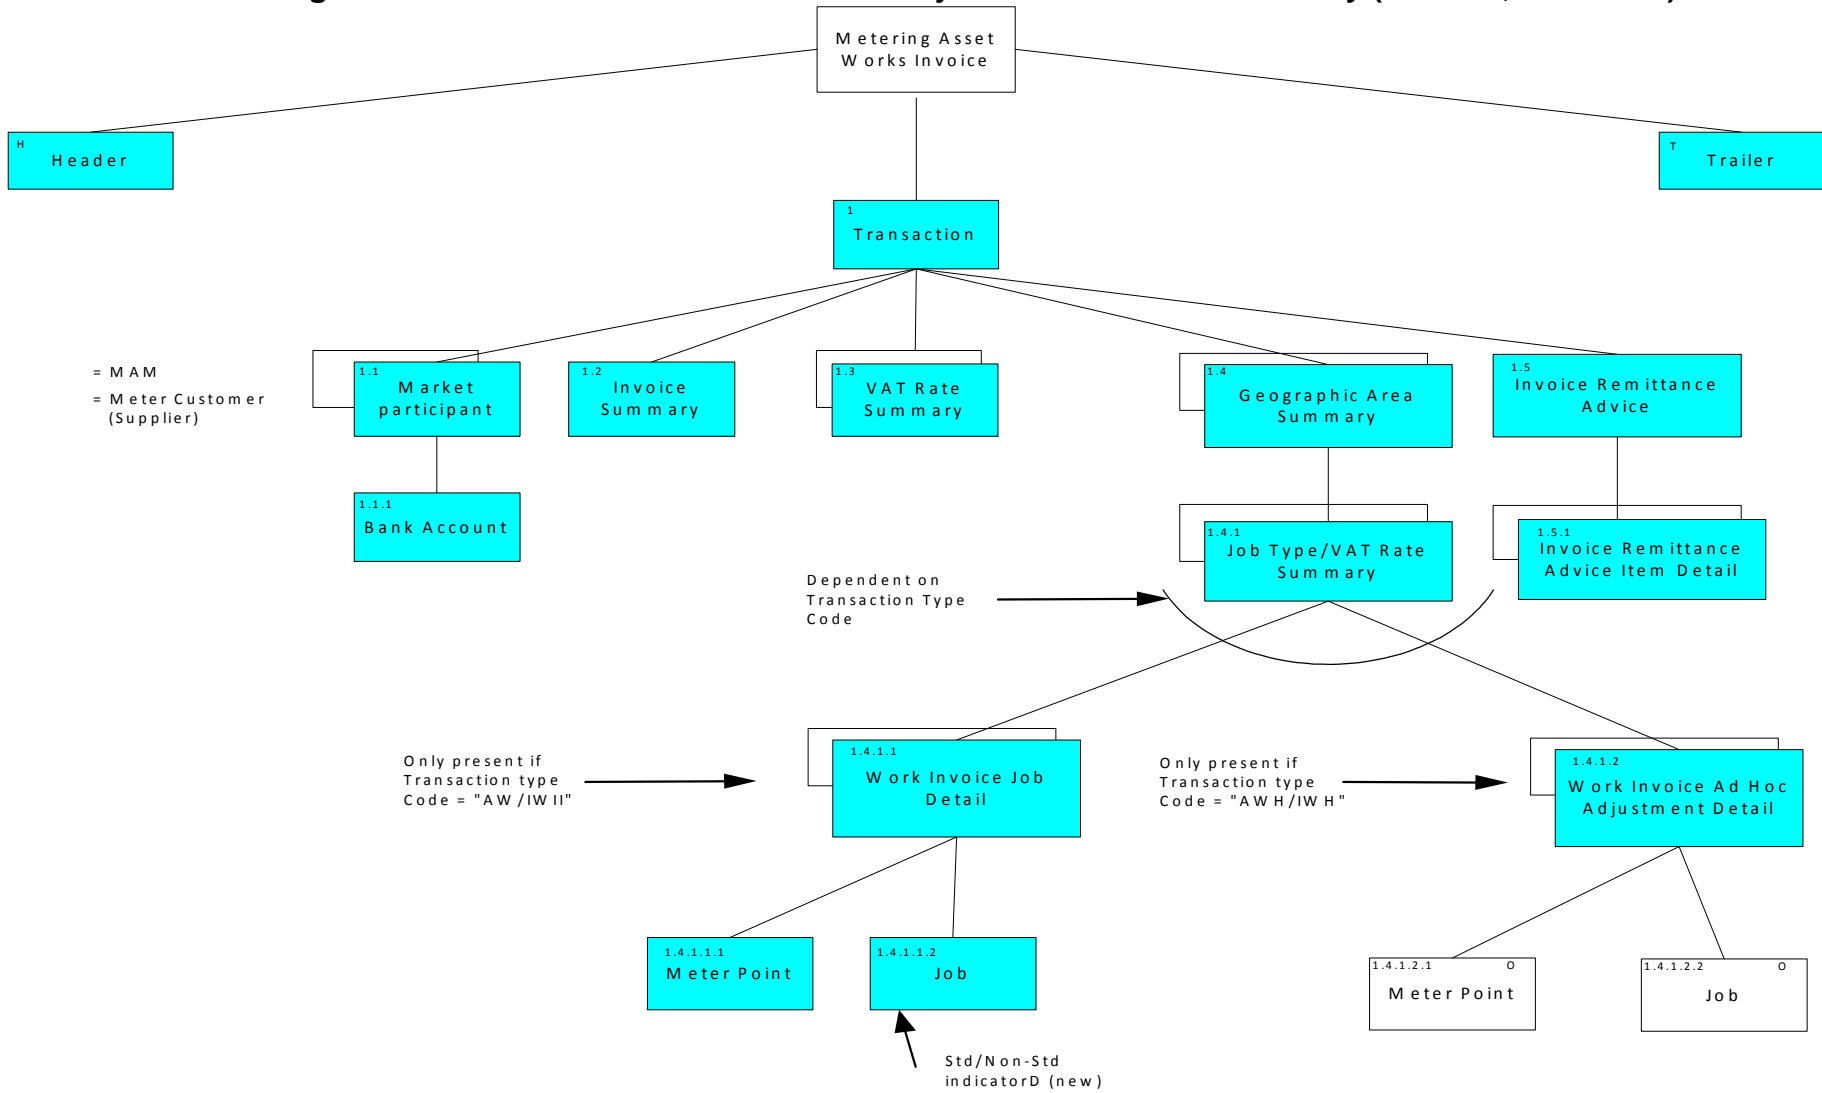 Metering Asset
Works Invoice
H
Header
T
Trailer
1
Transaction
= MAM
= Meter Customer
(Supplier)
1.1
Market
participant
1.2
Invoice
Summary
1.3
VAT Rate
Summary
1.4
Geographic Area
Summary
1.5
Invoice Remittance
Advice
1.1.1
Bank Account
1.4.1
Job Type/VAT Rate
Summary
1.5.1
Invoice Remittance
Advice Item Detail
Dependent on
Transaction Type
Code
Only present if
Transaction type
Code = "AW/IWII"
1.4.1.1
Work Invoice Job
Detail
Only present if
Transaction type
Code = "AWH/IWH"
1.4.1.2
Work Invoice Ad Hoc
Adjustment Detail
1.4.1.1.1
Meter Point
1.4.1.1.2
Job
1.4.1.2.1 O
Meter Point
1.4.1.2.2 O
Job
Std/Non-Std
indicatorD (new)